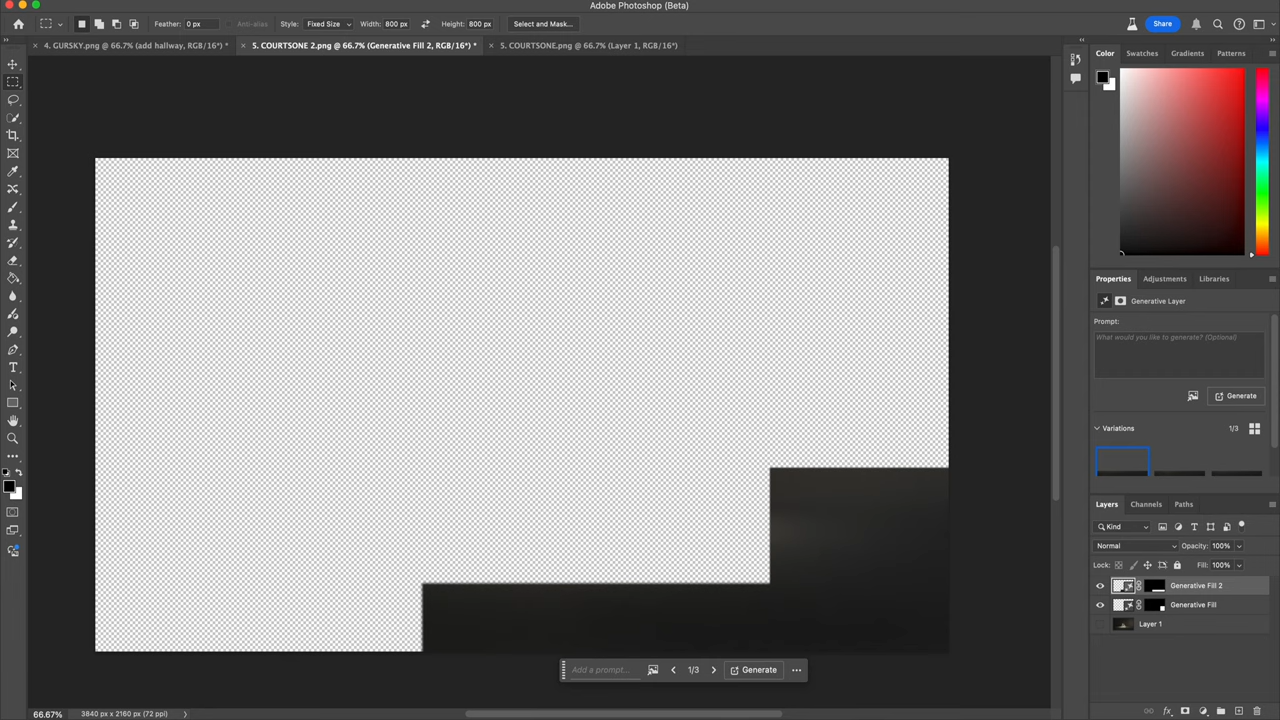 Adobe Photoshop (Beta)
Feather: 0 px Anti-alias Style: Fixed Size Width: 800 px Height: 800 px Select and Mask... Share
4. GURSKY.png @ 66.7% (add hallway, RGB/16*) * 5. COURTSONE 2.png @ 66.7% (Generative Fill 2, RGB/16*) * 5. COURTSONE.png @ 66.7% (Layer 1, RGB/16*)
Color Swatches Gradients Patterns
Properties Adjustments Libraries
Generative Layer
Prompt:
What would you like to generate? (Optional)
Generate
Variations 1/3
Layers Channels Paths
Kind
Normal Opacity: 100%
Lock: Fill: 100%
Generative Fill 2
Generative Fill
Layer 1
Add a prompt... 1/3 Generate
66.67% 3840 px x 2160 px (72 ppi)